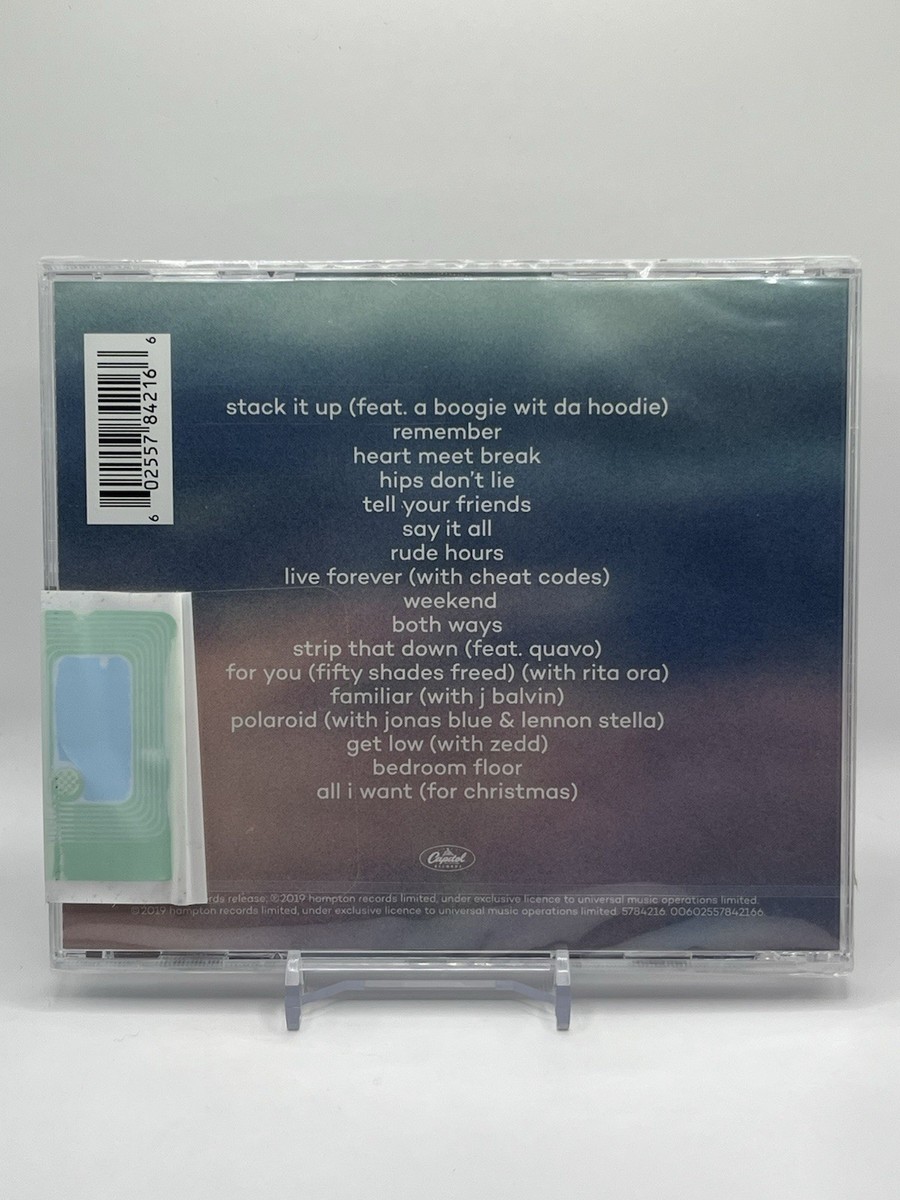 6 02557 84216 6
stack it up (feat. a boogie wit da hoodie)
remember
heart meet break
hips don't lie
tell your friends
say it all
rude hours
live forever (with cheat codes)
weekend
both ways
strip that down (feat. quavo)
for you (fifty shades freed) (with rita ora)
familiar (with j balvin)
polaroid (with jonas blue & lennon stella)
get low (with zedd)
bedroom floor
all i want (for christmas)
Capitol
RECORDS
release; ℗2019 hampton records limited, under exclusive licence to universal music operations limited.
©2019 hampton records limited, under exclusive licence to universal music operations limited. 5784216 00602557842166